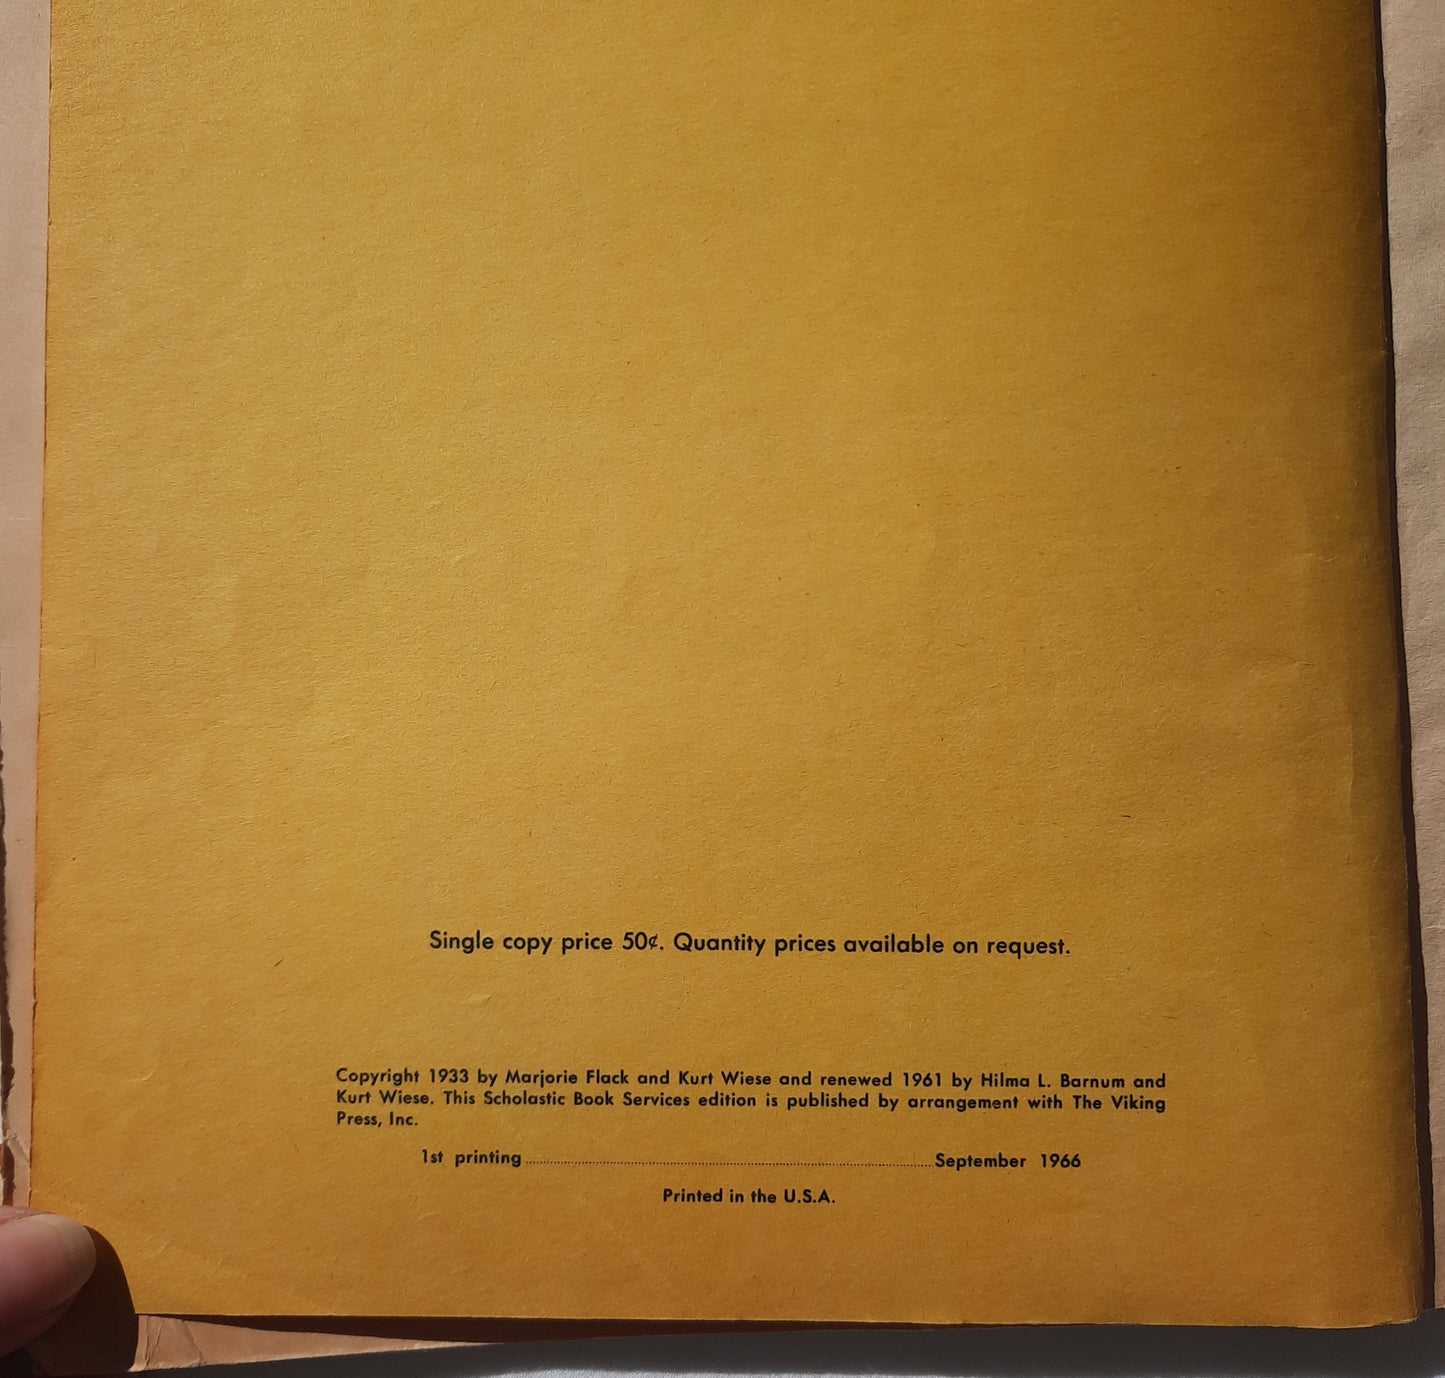 Single copy price 50¢. Quantity prices available on request.
Copyright 1933 by Marjorie Flack and Kurt Wiese and renewed 1961 by Hilma L. Barnum and
Kurt Wiese. This Scholastic Book Services edition is published by arrangement with The Viking
Press, Inc.
1st printing........................................................................September 1966
Printed in the U.S.A.